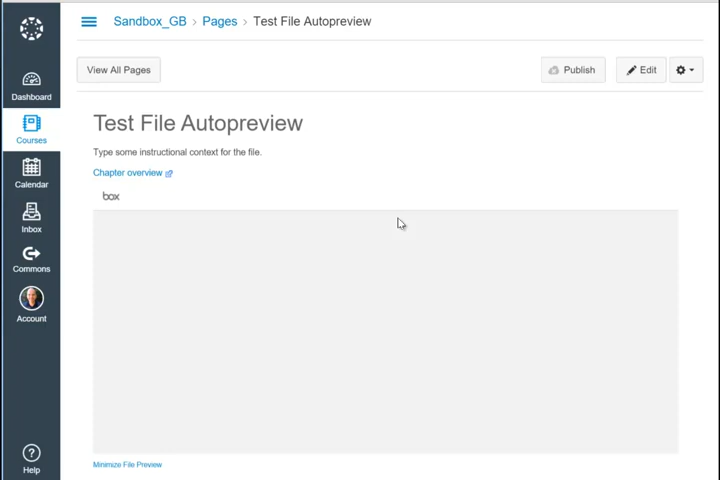 Sandbox_GB › Pages › Test File Autopreview
View All Pages
Publish
Edit
Dashboard
Courses
Calendar
Inbox
Commons
Account
Help
Test File Autopreview
Type some instructional context for the file.
Chapter overview
box
Minimize File Preview